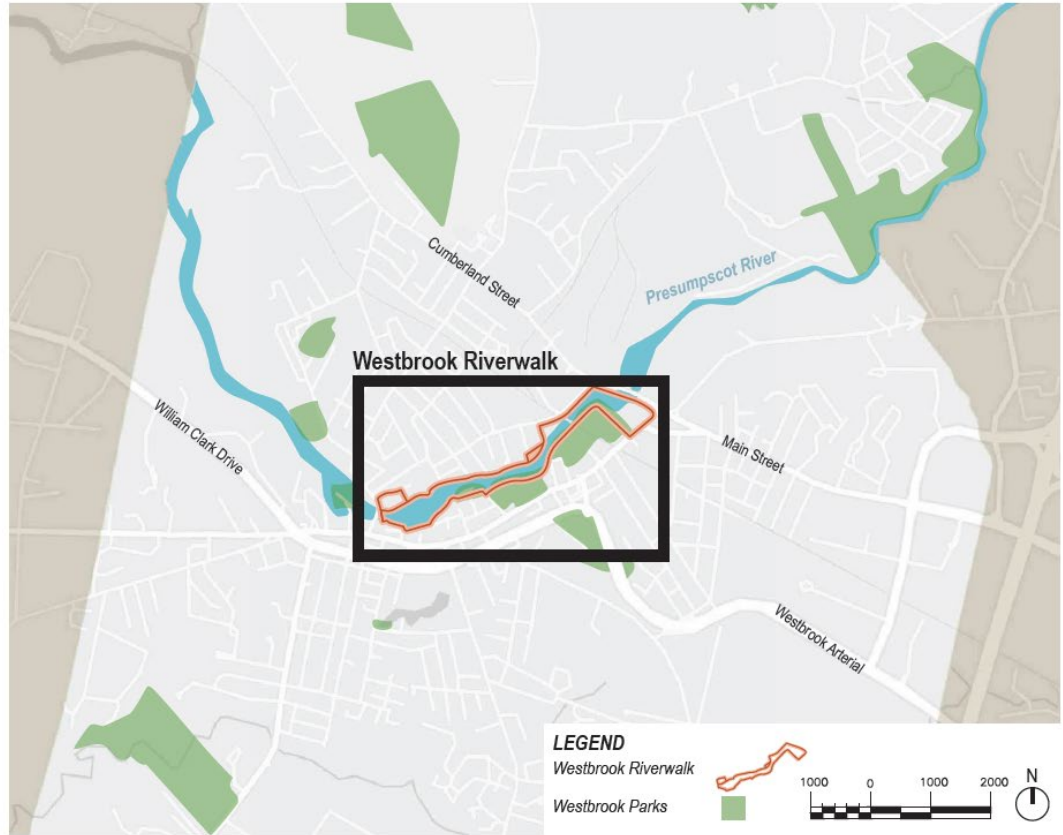 Cumberland Street
Presumpscot River
Westbrook Riverwalk
William Clark Drive
Main Street
Westbrook Arterial
LEGEND
Westbrook Riverwalk
Westbrook Parks
1000 0 1000 2000
N